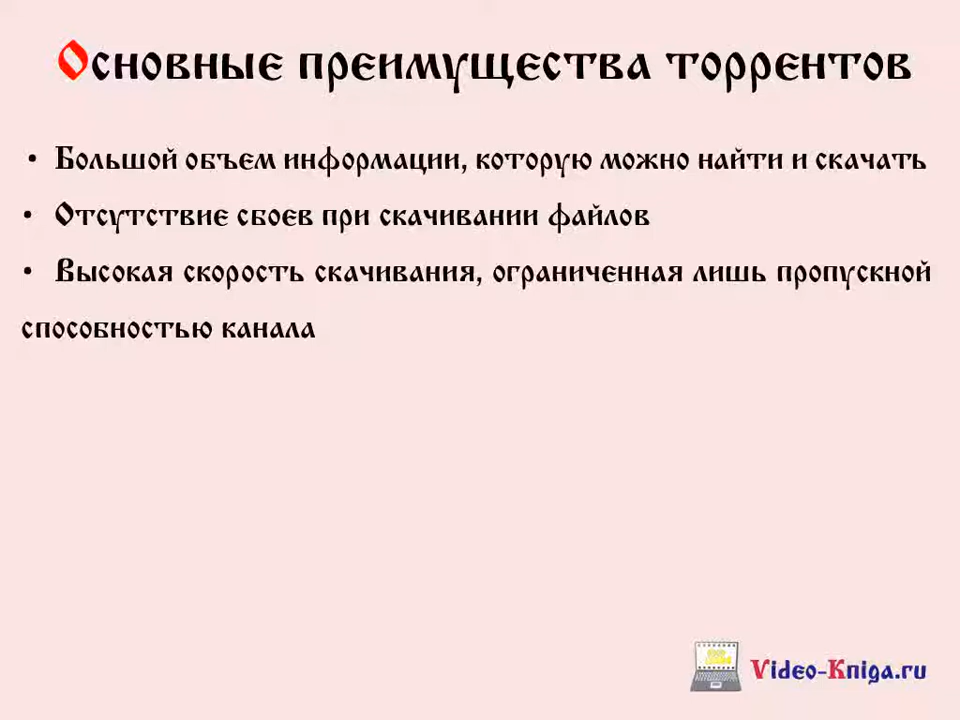 Основные преимущества торрентов
• Большой объем информации, которую можно найти и скачать
• Отсутствие сбоев при скачивании файлов
• Высокая скорость скачивания, ограниченная лишь пропускной
способностью канала
Video-Kniga.ru